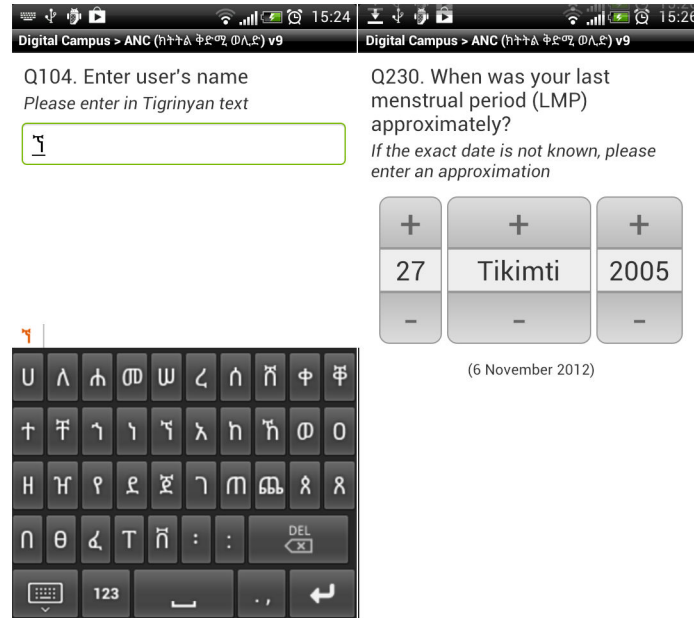 15:24
Digital Campus > ANC (ክትትል ቅድሚ ወሊድ) v9
Q104. Enter user's name
Please enter in Tigrinyan text
ኘ
ኘ
ሀ ለ ሐ መ ሠ ረ ሰ ሸ ቀ ቐ
ተ ቸ ኀ ነ ኘ አ ከ ኸ ወ ዐ
ዘ ዠ የ ደ ጀ ገ ጠ ጨ ጰ ጸ
በ ፀ ፈ ፐ ቨ ፡ : DEL
123 . ,
15:26
Digital Campus > ANC (ክትትል ቅድሚ ወሊድ) v9
Q230. When was your last
menstrual period (LMP)
approximately?
If the exact date is not known, please
enter an approximation
+ + +
27 Tikimti 2005
- - -
(6 November 2012)